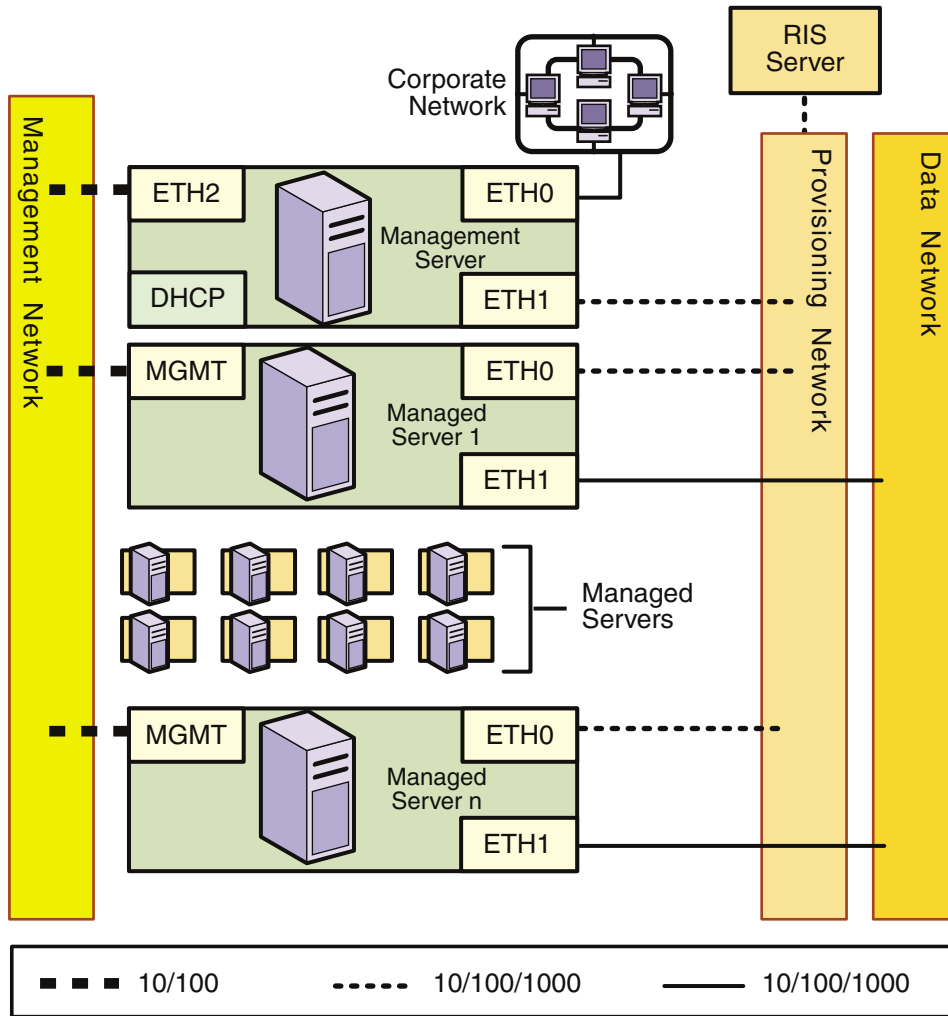 RIS
Server
Corporate
Network
Management Network
Provisioning Network
Data Network
ETH2
ETH0
Management
Server
DHCP
ETH1
MGMT
ETH0
Managed
Server 1
ETH1
Managed
Servers
MGMT
ETH0
Managed
Server n
ETH1
10/100
10/100/1000
10/100/1000